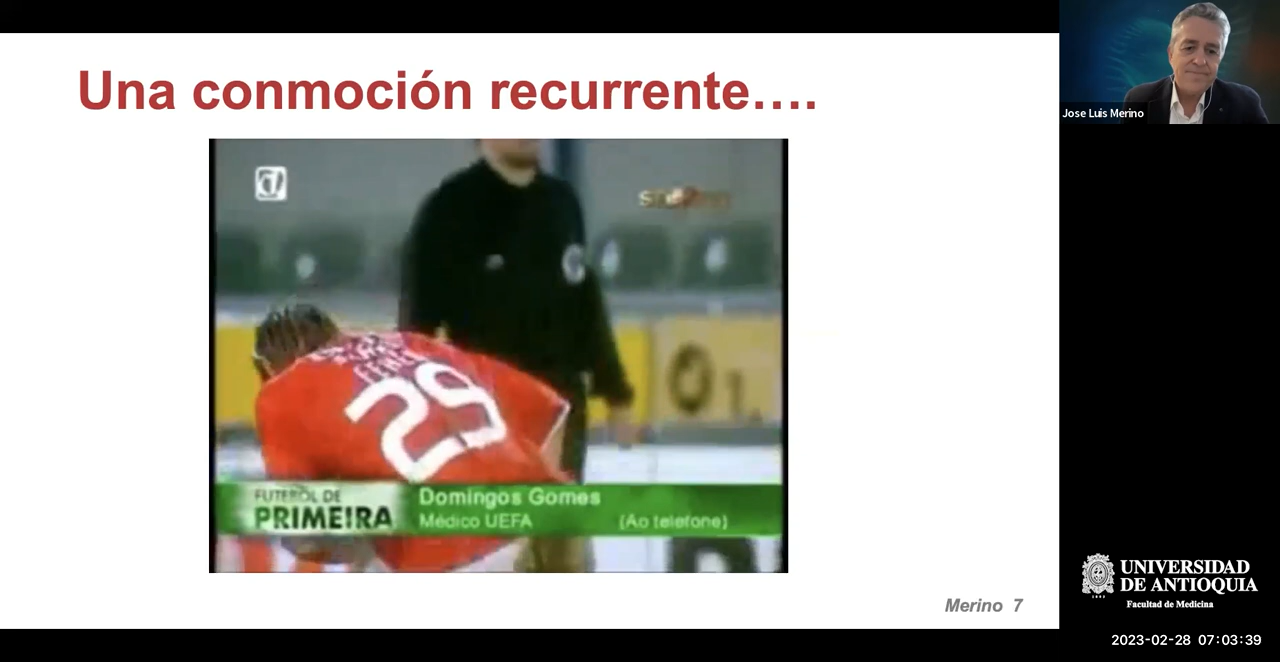 Una conmoción recurrente....
29
FUTEBOL DE
PRIMEIRA
Domingos Gomes
Médico UEFA
(Ao telefone)
Merino 7
Jose Luis Merino
UNIVERSIDAD
DE ANTIOQUIA
1803
Facultad de Medicina
2023-02-28 07:03:39